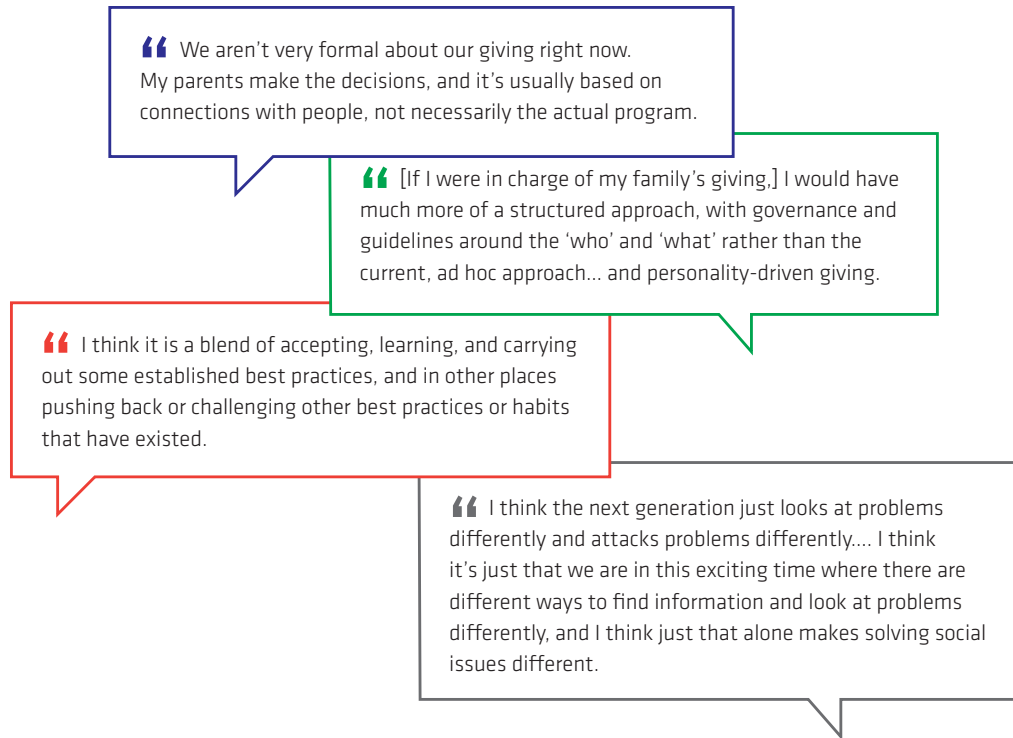 “ We aren’t very formal about our giving right now.
My parents make the decisions, and it’s usually based on
connections with people, not necessarily the actual program.
“ [If I were in charge of my family’s giving,] I would have
much more of a structured approach, with governance and
guidelines around the ‘who’ and ‘what’ rather than the
current, ad hoc approach... and personality-driven giving.
“ I think it is a blend of accepting, learning, and carrying
out some established best practices, and in other places
pushing back or challenging other best practices or habits
that have existed.
“ I think the next generation just looks at problems
differently and attacks problems differently.... I think
it’s just that we are in this exciting time where there are
different ways to find information and look at problems
differently, and I think just that alone makes solving social
issues different.